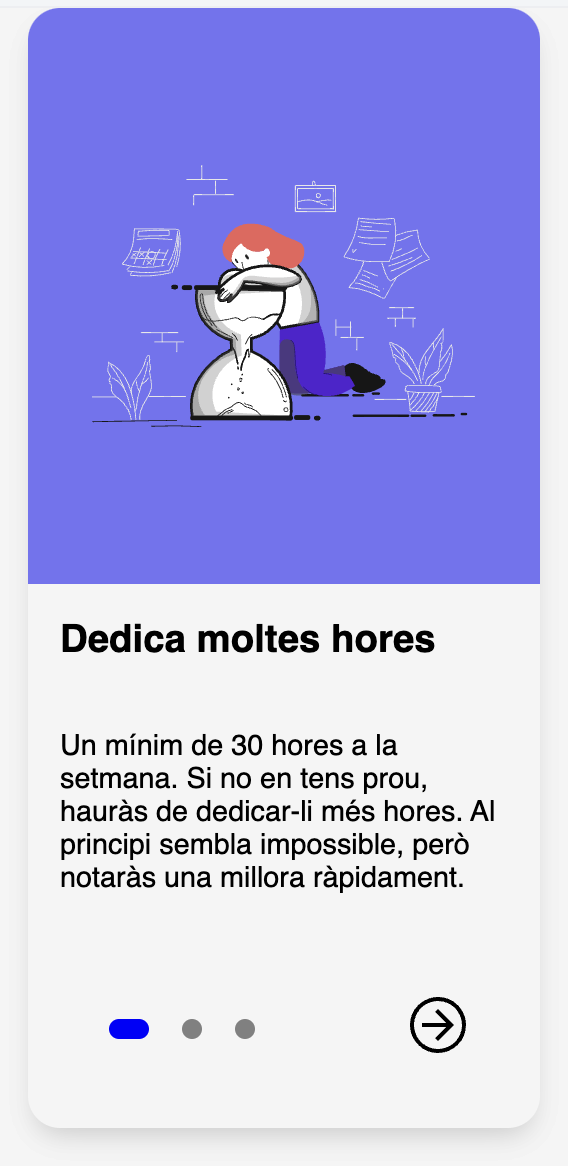 Dedica moltes hores
Un mínim de 30 hores a la
setmana. Si no en tens prou,
hauràs de dedicar-li més hores. Al
principi sembla impossible, però
notaràs una millora ràpidament.